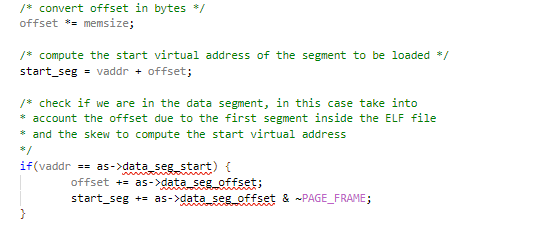 /* convert offset in bytes */
offset *= memsize;
/* compute the start virtual address of the segment to be loaded */
start_seg = vaddr + offset;
/* check if we are in the data segment, in this case take into
* account the offset due to the first segment inside the ELF file
* and the skew to compute the start virtual address
*/
if(vaddr == as->data_seg_start) {
offset += as->data_seg_offset;
start_seg += as->data_seg_offset & ~PAGE_FRAME;
}